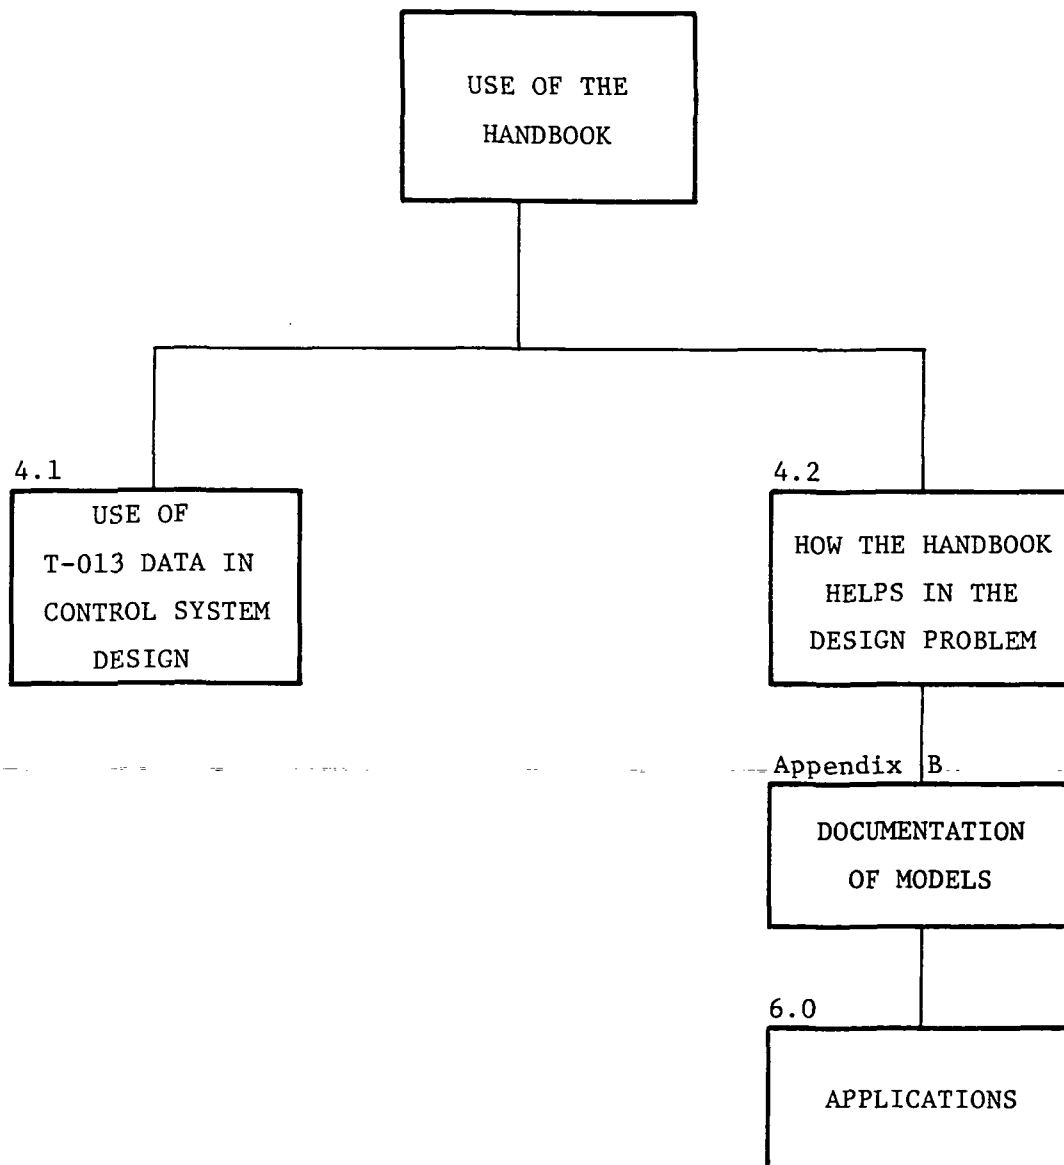 USE OF THE
HANDBOOK
4.1
USE OF
T-013 DATA IN
CONTROL SYSTEM
DESIGN
4.2
HOW THE HANDBOOK
HELPS IN THE
DESIGN PROBLEM
Appendix B
DOCUMENTATION
OF MODELS
6.0
APPLICATIONS